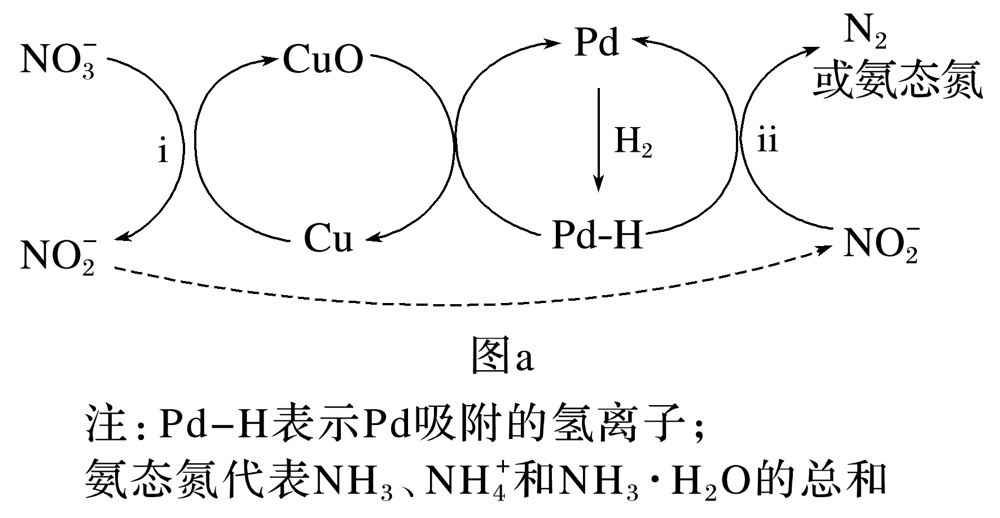 NO₃⁻ CuO Pd N₂
或氨态氮
i H₂ ii
NO₂⁻ Cu Pd-H NO₂⁻
图a
注：Pd-H表示Pd吸附的氢离子；
氨态氮代表NH₃、NH₄⁺和NH₃·H₂O的总和